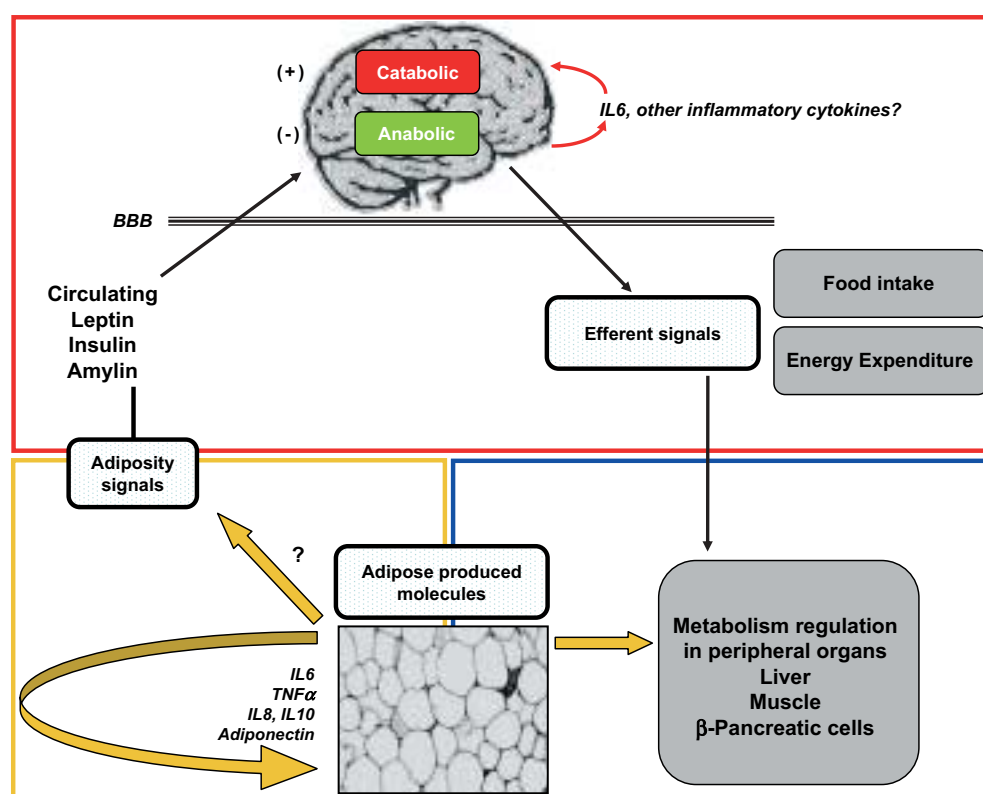 (+)
Catabolic
IL6, other inflammatory cytokines?
(-)
Anabolic
BBB
Circulating
Leptin
Insulin
Amylin
Efferent signals
Food intake
Energy Expenditure
Adiposity
signals
?
Adipose produced
molecules
IL6
TNFα
IL8, IL10
Adiponectin
Metabolism regulation
in peripheral organs
Liver
Muscle
β-Pancreatic cells